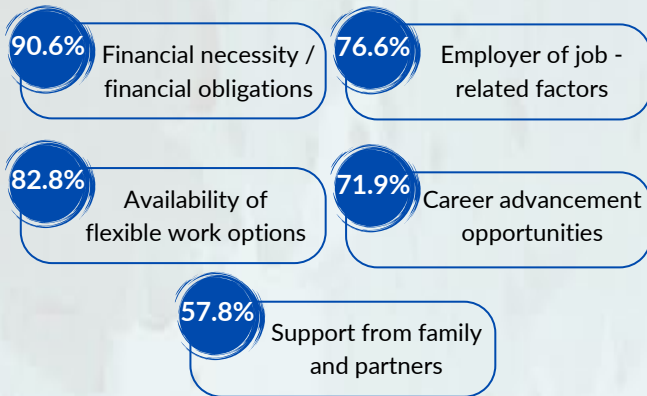 90.6%
Financial necessity /
financial obligations
76.6%
Employer of job -
related factors
82.8%
Availability of
flexible work options
71.9%
Career advancement
opportunities
57.8%
Support from family
and partners